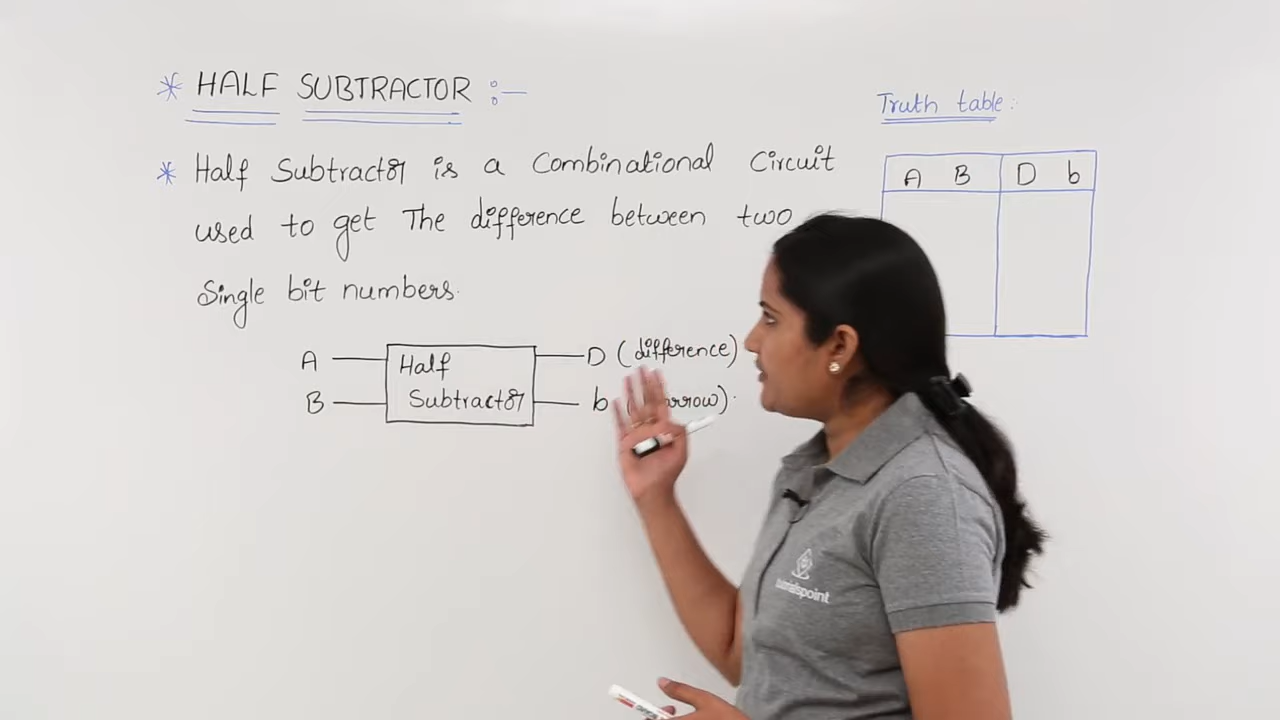 * HALF SUBTRACTOR :-
* Half Subtractor is a Combinational Circuit
used to get The difference between two
Single bit numbers.
A
B
Half
Subtractor
D (difference)
b
Truth table:
A B D b
tutorialspoint